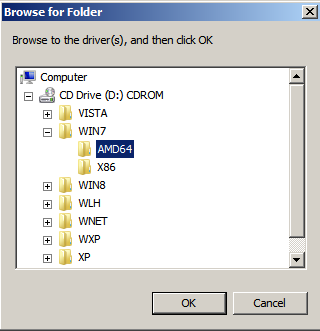 Browse for Folder
Browse to the driver(s), and then click OK
Computer
CD Drive (D:) CDROM
VISTA
WIN7
AMD64
X86
WIN8
WLH
WNET
WXP
XP
OK
Cancel